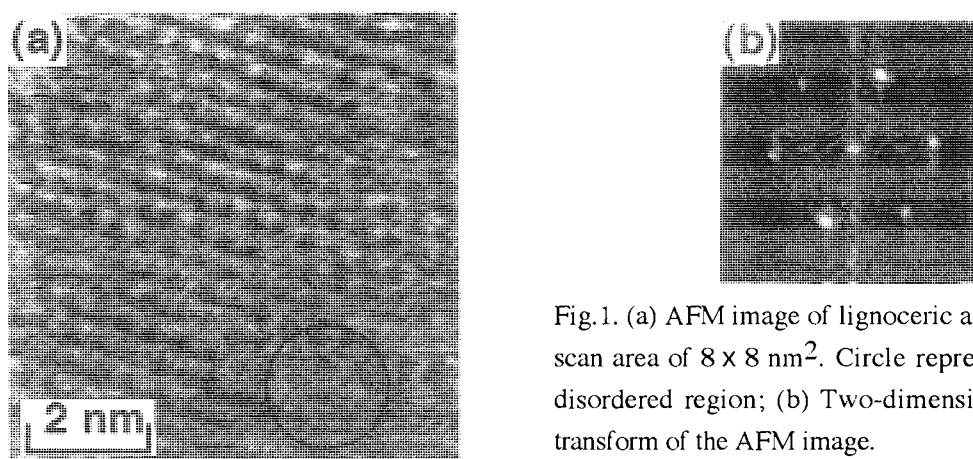 (a)
2 nm
(b)
Fig.1. (a) AFM image of lignoceric a
scan area of 8 x 8 nm². Circle repre
disordered region; (b) Two-dimensi
transform of the AFM image.